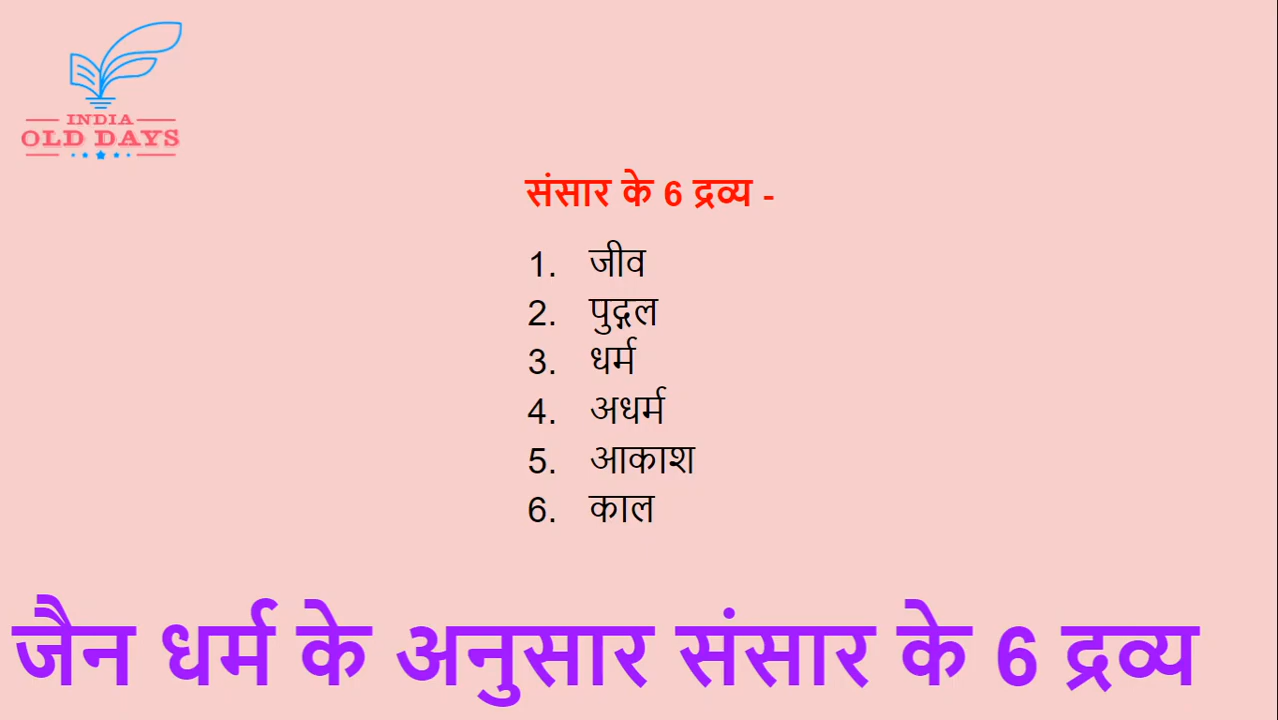 INDIA
OLD DAYS
संसार के 6 द्रव्य -
1. जीव
2. पुद्गल
3. धर्म
4. अधर्म
5. आकाश
6. काल
जैन धर्म के अनुसार संसार के 6 द्रव्य